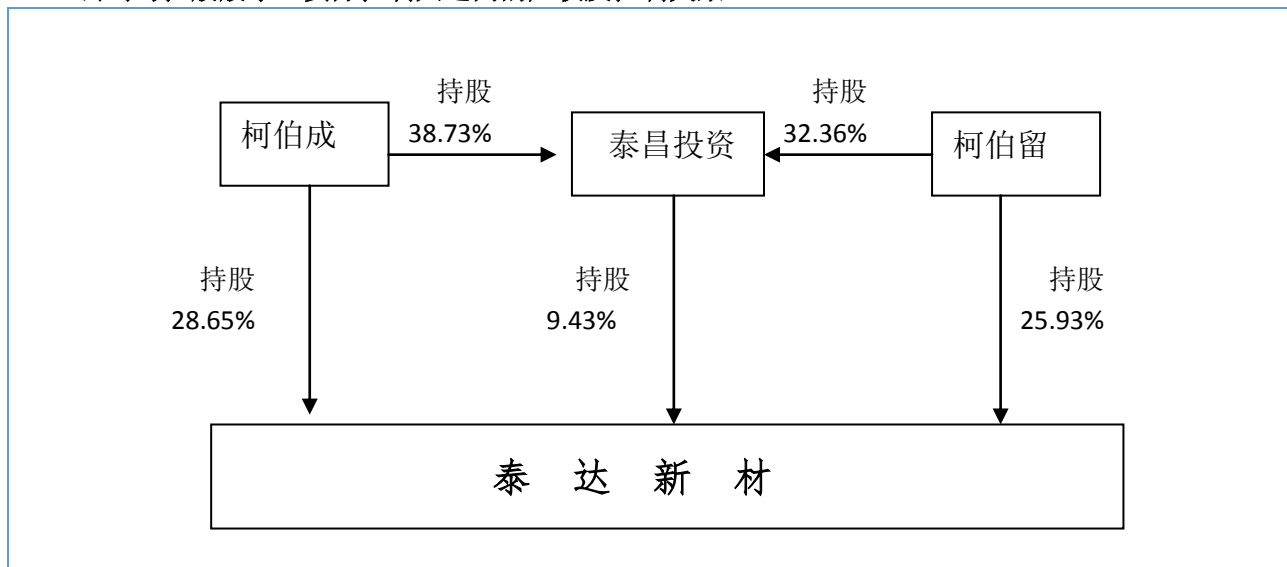 持股
38.73%
持股
32.36%
柯伯成
泰昌投资
柯伯留
持股
28.65%
持股
9.43%
持股
25.93%
泰 达 新 材